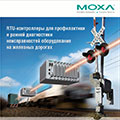 MOXA
RTU-контроллеры для профилактики
и ранней диагностики
неисправностей оборудования
на железных дорогах